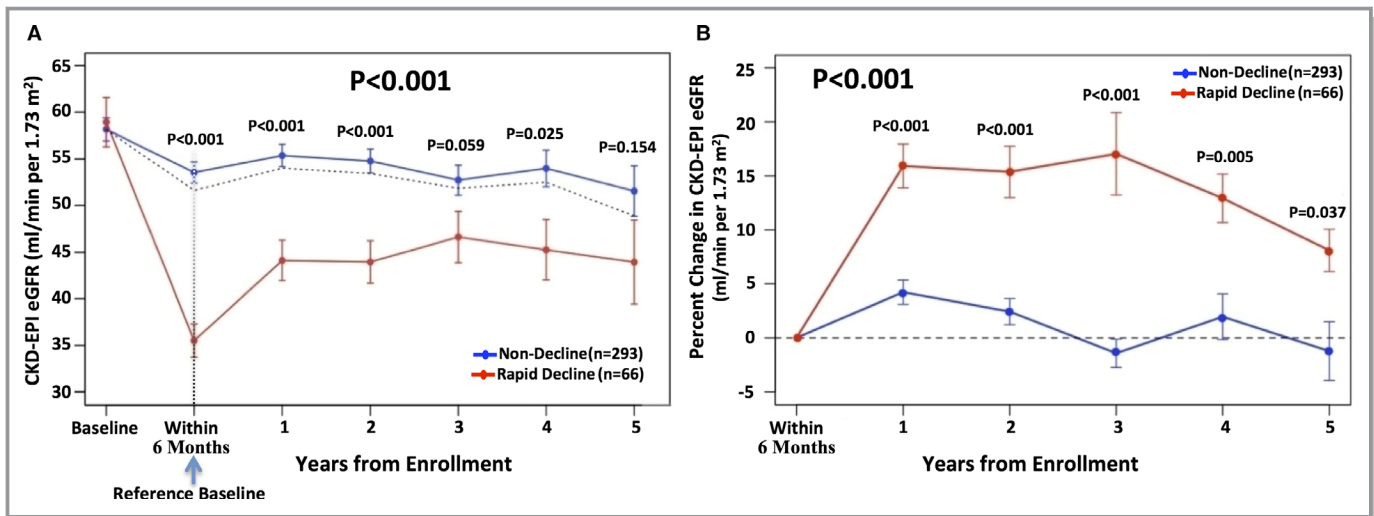 A
CKD-EPI eGFR (ml/min per 1.73 m²)
65
60
55
50
45
40
35
30
P<0.001
P<0.001
P<0.001
P<0.001
P=0.059
P=0.025
P=0.154
Non-Decline(n=293)
Rapid Decline (n=66)
Baseline
Within
6 Months
1
2
3
4
5
Years from Enrollment
Reference Baseline
B
Percent Change in CKD-EPI eGFR
(ml/min per 1.73 m²)
25
20
15
10
5
0
-5
P<0.001
Non-Decline(n=293)
Rapid Decline (n=66)
P<0.001
P<0.001
P<0.001
P=0.005
P=0.037
Within
6 Months
1
2
3
4
5
Years from Enrollment